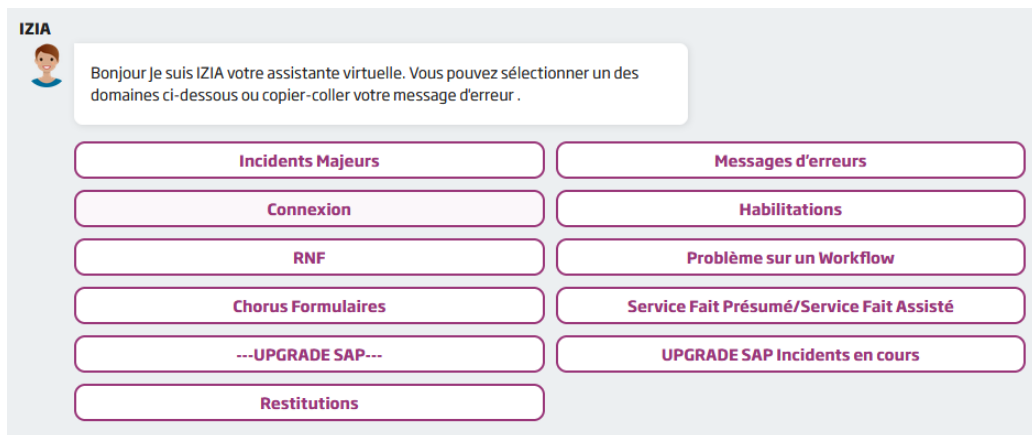 IZIA
Bonjour Je suis IZIA votre assistante virtuelle. Vous pouvez sélectionner un des
domaines ci-dessous ou copier-coller votre message d'erreur .
Incidents Majeurs
Messages d'erreurs
Connexion
Habilitations
RNF
Problème sur un Workflow
Chorus Formulaires
Service Fait Présumé/Service Fait Assisté
---UPGRADE SAP---
UPGRADE SAP Incidents en cours
Restitutions